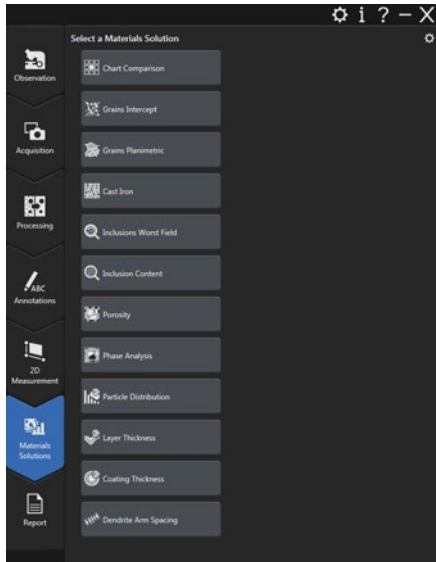 Select a Materials Solution
Observation
Acquisition
Processing
ABC
Annotations
2D
Measurement
Materials
Solutions
Report
Chart Comparison
Grains Intercept
Grains Planimetric
Cast Iron
Inclusions Worst Field
Inclusion Content
Porosity
Phase Analysis
Particle Distribution
Layer Thickness
Coating Thickness
Dendrite Arm Spacing